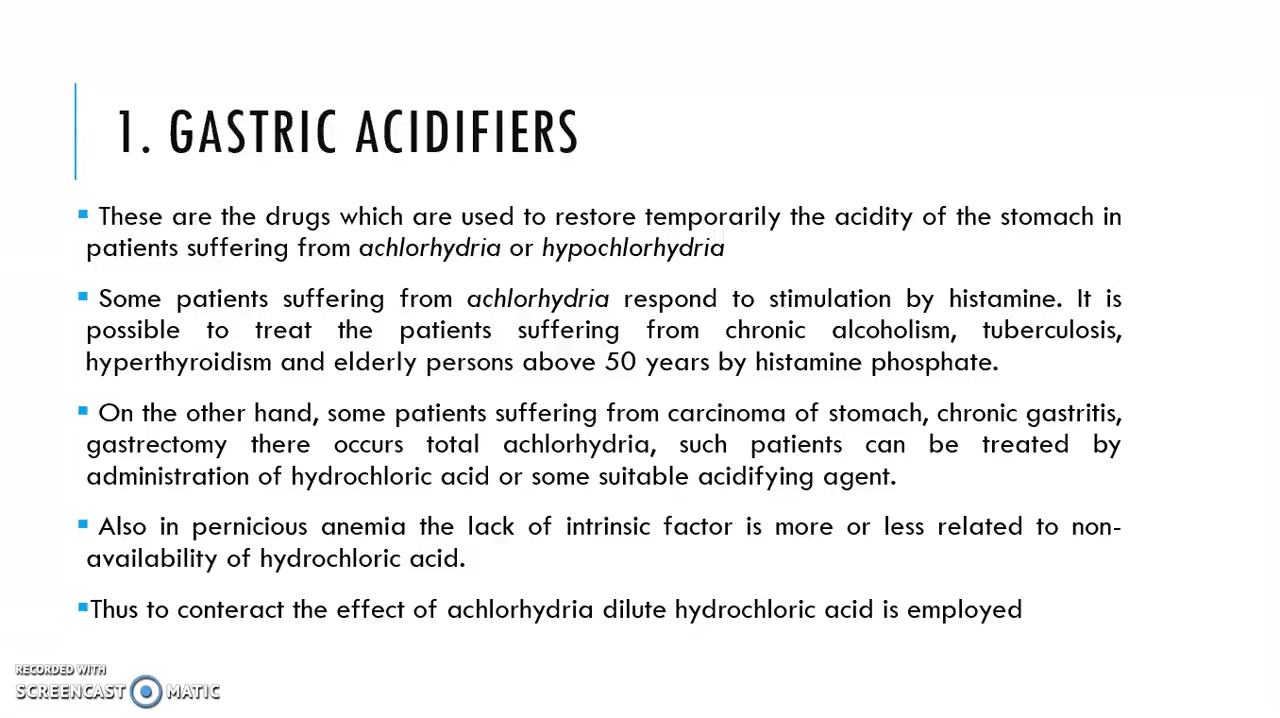 1. GASTRIC ACIDIFIERS
These are the drugs which are used to restore temporarily the acidity of the stomach in
patients suffering from achlorhydria or hypochlorhydria
Some patients suffering from achlorhydria respond to stimulation by histamine. It is
possible to treat the patients suffering from chronic alcoholism, tuberculosis,
hyperthyroidism and elderly persons above 50 years by histamine phosphate.
On the other hand, some patients suffering from carcinoma of stomach, chronic gastritis,
gastrectomy there occurs total achlorhydria, such patients can be treated by
administration of hydrochloric acid or some suitable acidifying agent.
Also in pernicious anemia the lack of intrinsic factor is more or less related to non-
availability of hydrochloric acid.
Thus to conteract the effect of achlorhydria dilute hydrochloric acid is employed
RECORDED WITH
SCREENCAST MATIC